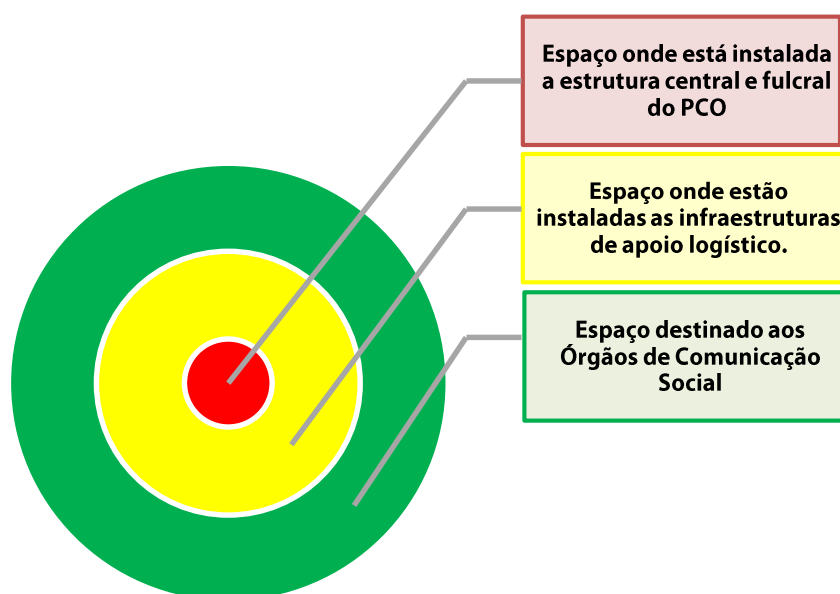 Espaço onde está instalada
a estrutura central e fulcral
do PCO
Espaço onde estão
instaladas as infraestruturas
de apoio logístico.
Espaço destinado aos
Órgãos de Comunicação
Social